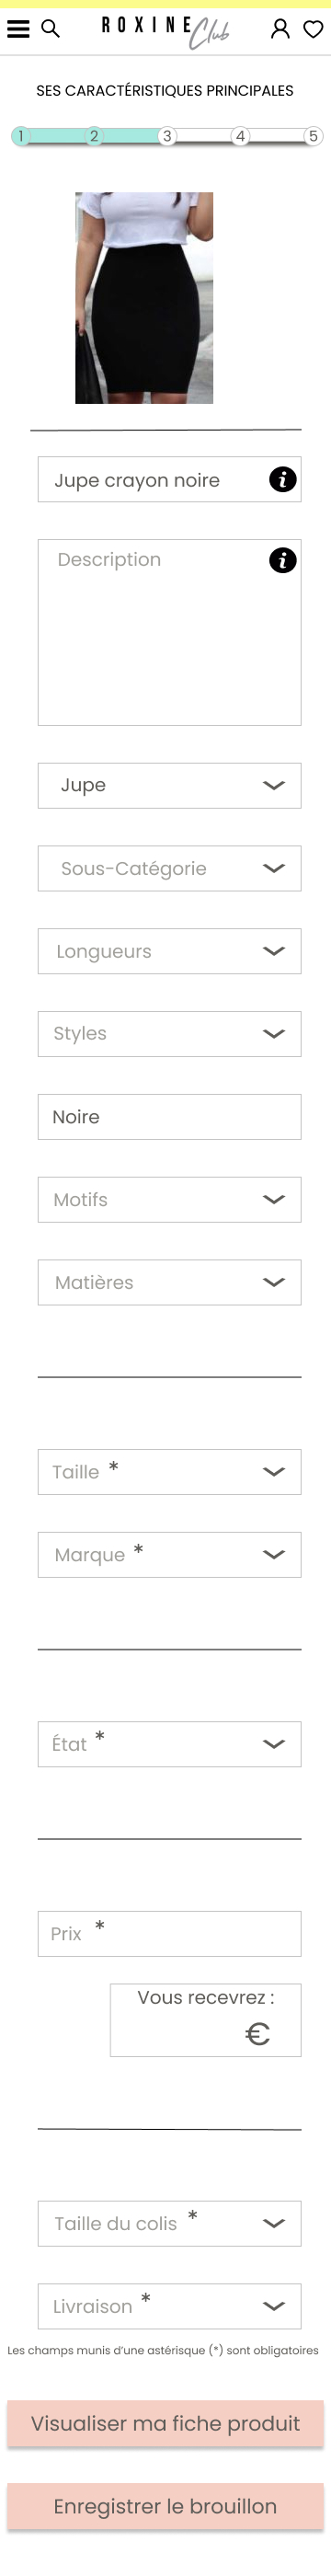 ROXINE Club
SES CARACTÉRISTIQUES PRINCIPALES
1 2 3 4 5
Jupe crayon noire i
Description i
Jupe
Sous-Catégorie
Longueurs
Styles
Noire
Motifs
Matières
Taille *
Marque *
État *
Prix *
Vous recevrez :
€
Taille du colis *
Livraison *
Les champs munis d’une astérisque (*) sont obligatoires
Visualiser ma fiche produit
Enregistrer le brouillon